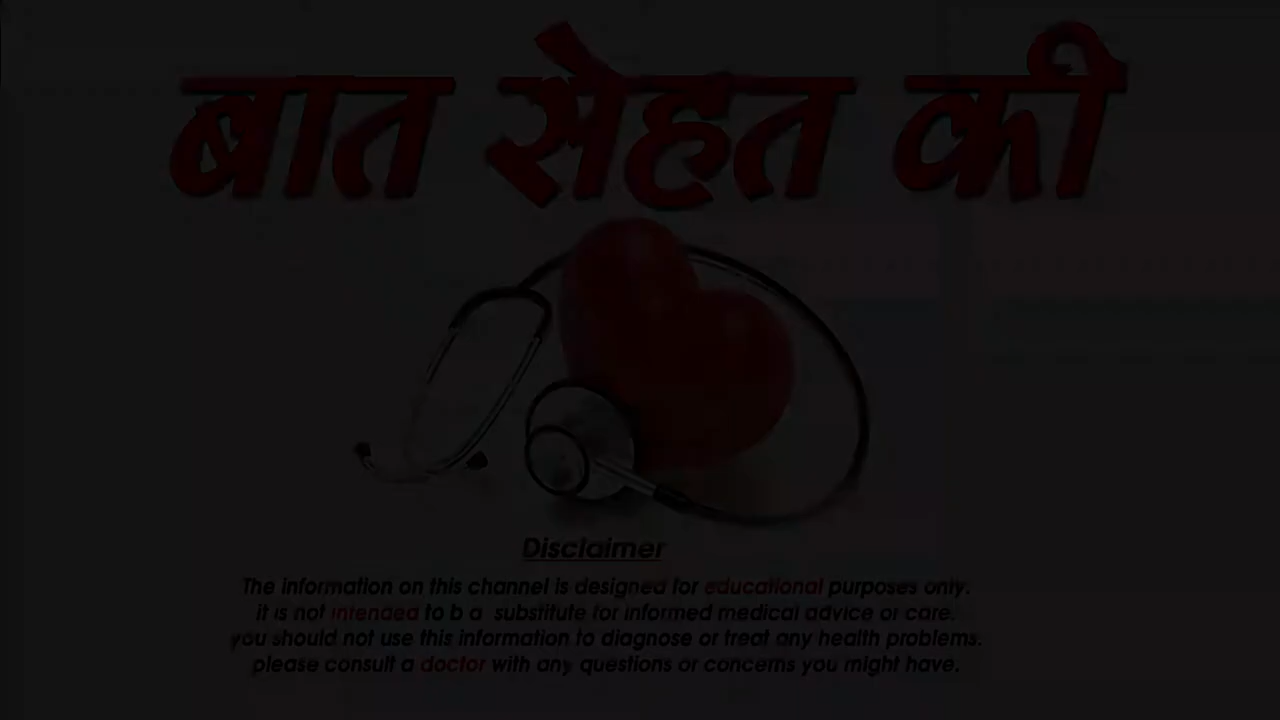 बात सेहत की
Disclaimer
The information on this channel is designed for educational purposes only.
it is not intended to b a substitute for informed medical advice or care.
you should not use this information to diagnose or treat any health problems.
please consult a doctor with any questions or concerns you might have.